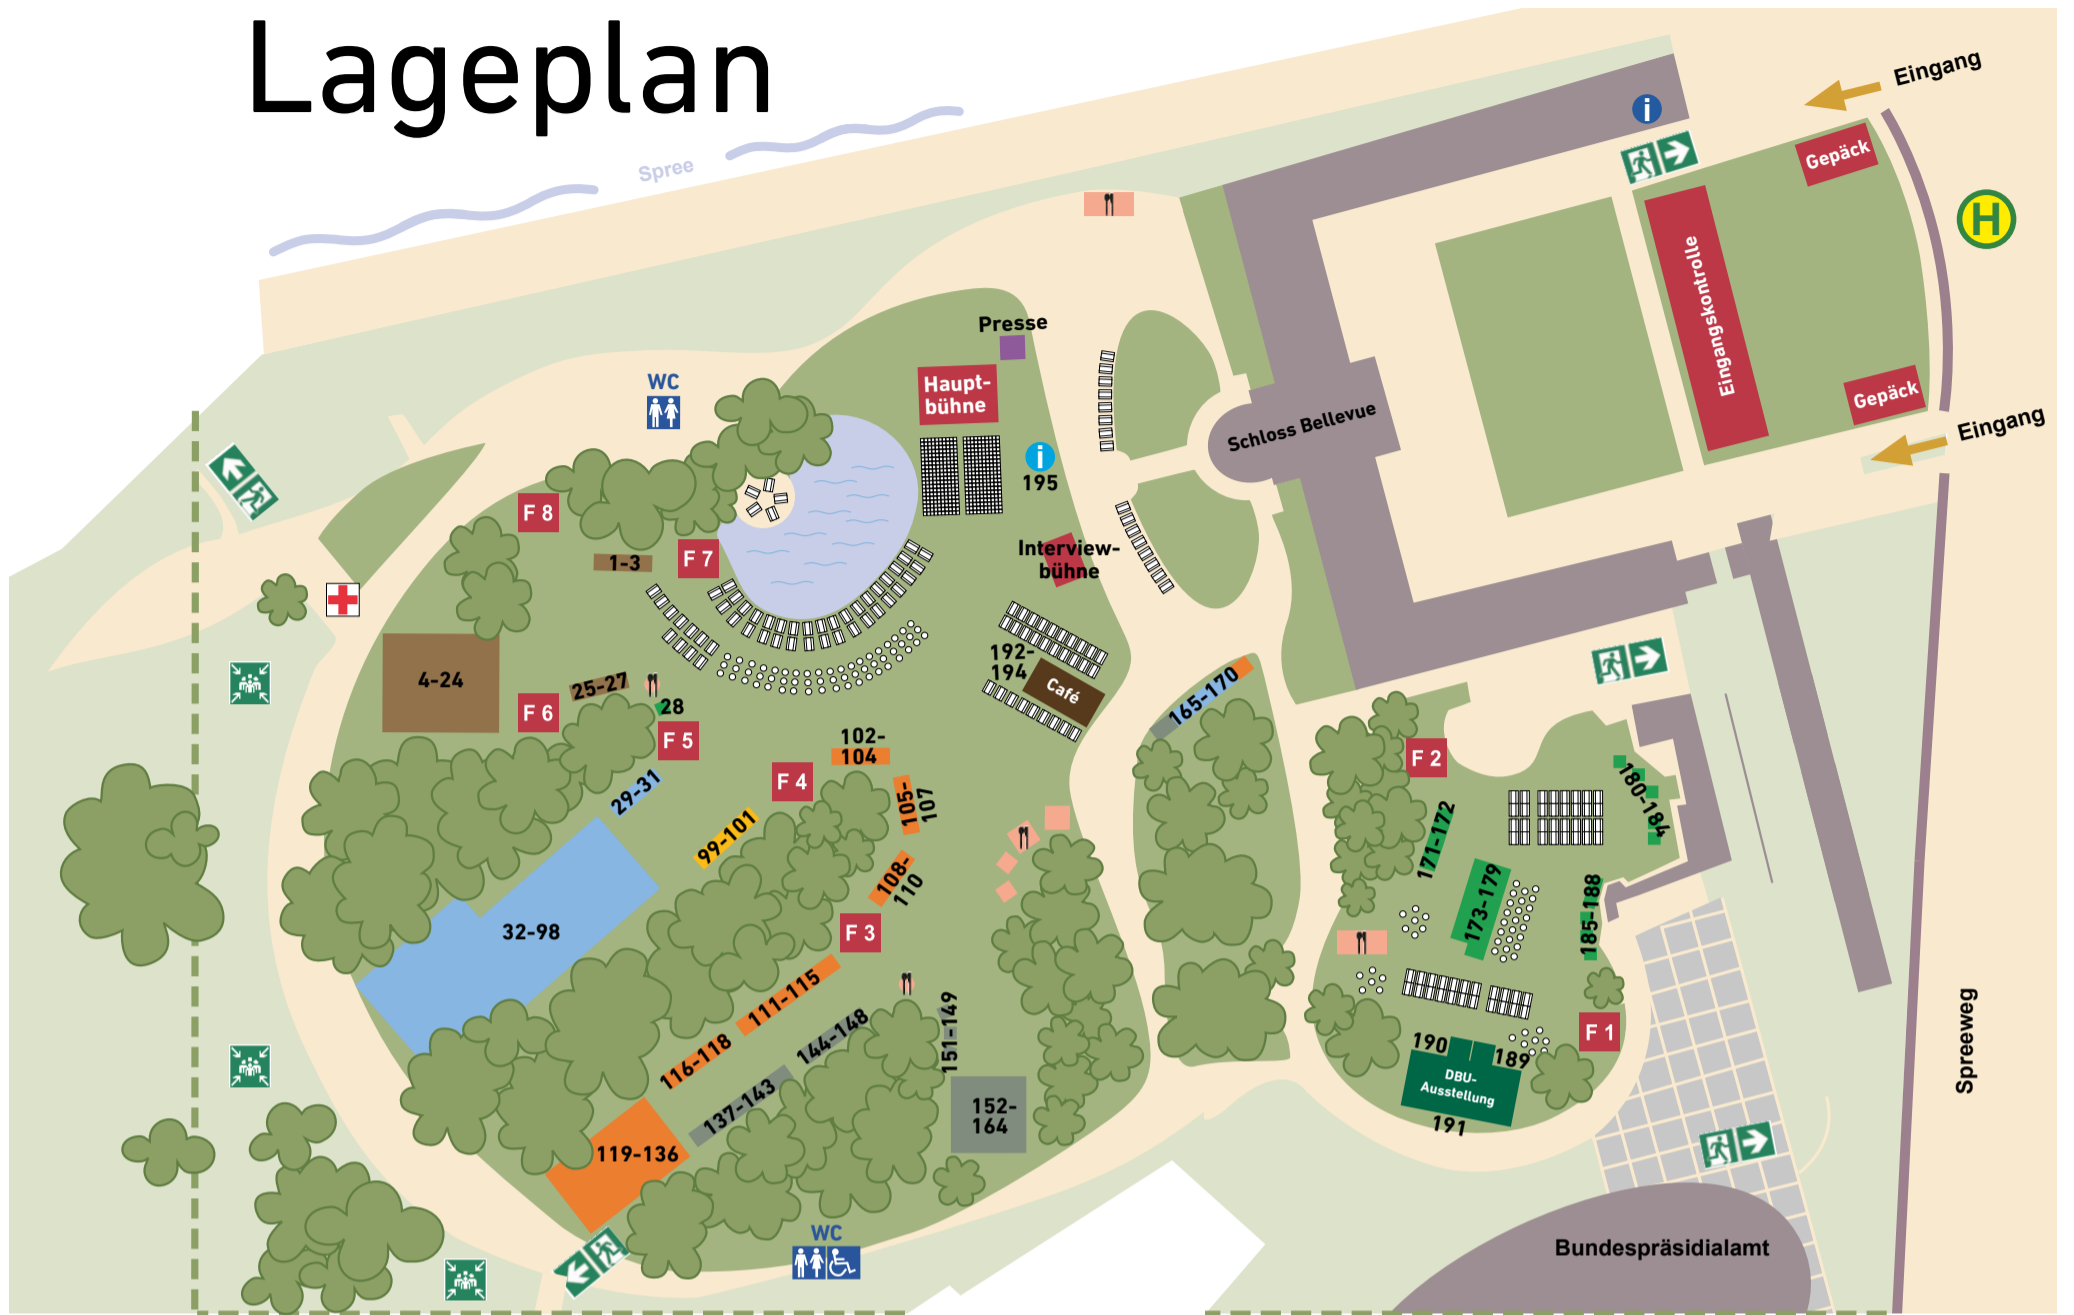 Lageplan
Eingang
i
Gepäck
Spree
H
Eingangskontrolle
Presse
WC
Haupt-
bühne
Gepäck
Schloss Bellevue
Eingang
i
195
F 8
Interview-
bühne
1-3
F 7
4-24
25-27
28
F 6
F 5
192-
194
Café
165-170
102-
104
F 4
29-31
99-101
105-
107
108-
110
F 2
180-184
171-172
173-179
185-188
32-98
F 3
111-115
116-118
144-148
151-149
137-143
152-
164
119-136
F 1
190
189
DBU-
Ausstellung
191
Spreeweg
WC
Bundespräsidialamt